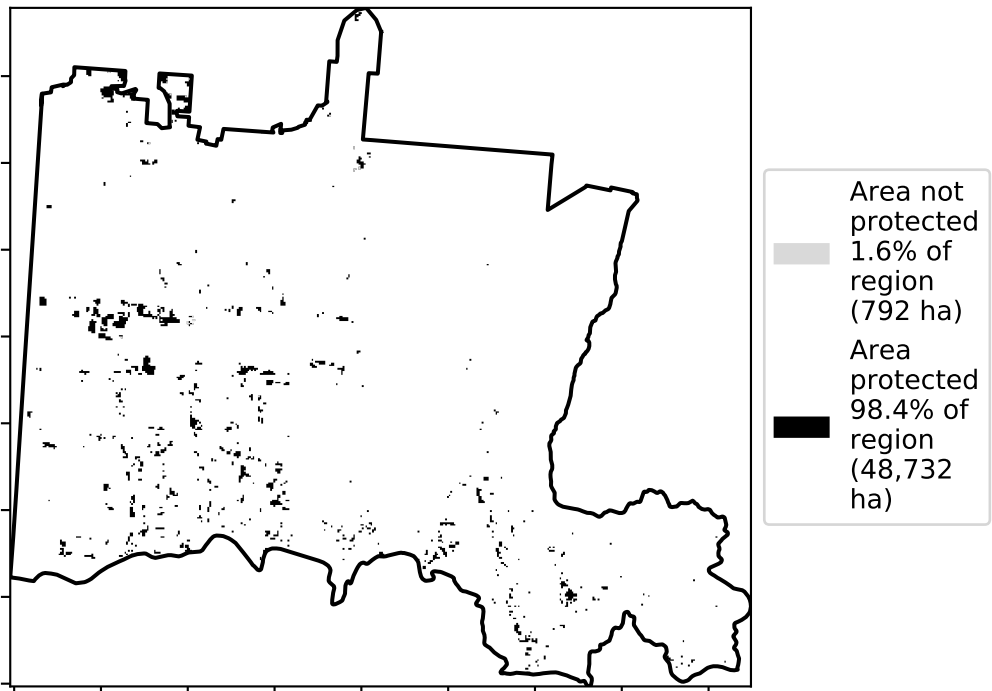 Area not
protected
1.6% of
region
(792 ha)
Area
protected
98.4% of
region
(48,732
ha)